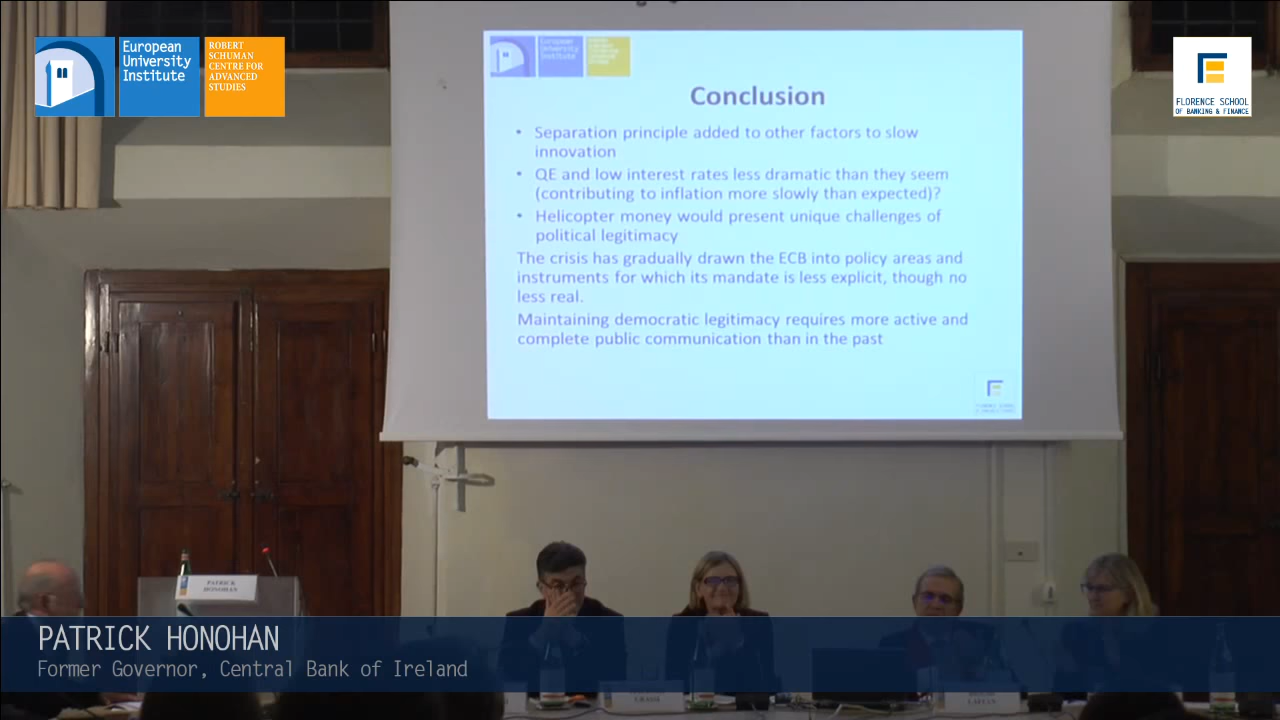 European
University
Institute
ROBERT
SCHUMAN
CENTRE FOR
ADVANCED
STUDIES
FLORENCE SCHOOL
OF BANKING & FINANCE
European
University
Institute
Conclusion
• Separation principle added to other factors to slow
innovation
• QE and low interest rates less dramatic than they seem
(contributing to inflation more slowly than expected)?
• Helicopter money would present unique challenges of
political legitimacy
The crisis has gradually drawn the ECB into policy areas and
instruments for which its mandate is less explicit, though no
less real.
Maintaining democratic legitimacy requires more active and
complete public communication than in the past
PATRICK
HONOHAN
PATRICK HONOHAN
Former Governor, Central Bank of Ireland